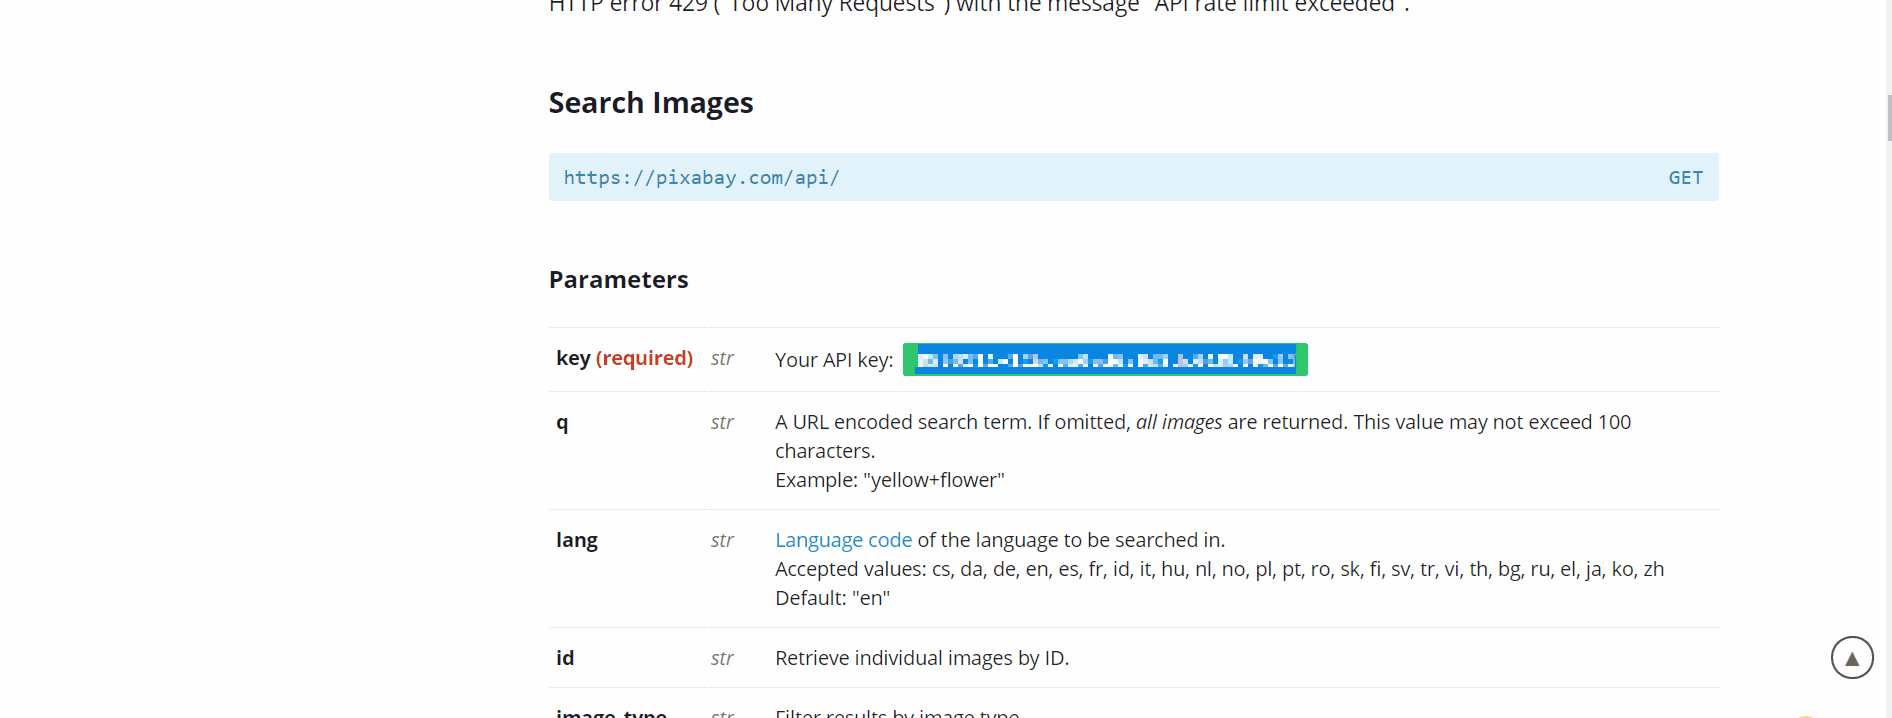 HTTP error 429 ("Too Many Requests") with the message "API rate limit exceeded".
Search Images
https://pixabay.com/api/ GET
Parameters
key (required) str Your API key:
q str A URL encoded search term. If omitted, all images are returned. This value may not exceed 100
characters.
Example: "yellow+flower"
lang str Language code of the language to be searched in.
Accepted values: cs, da, de, en, es, fr, id, it, hu, nl, no, pl, pt, ro, sk, fi, sv, tr, vi, th, bg, ru, el, ja, ko, zh
Default: "en"
id str Retrieve individual images by ID.
image_type str Filter results by image type.